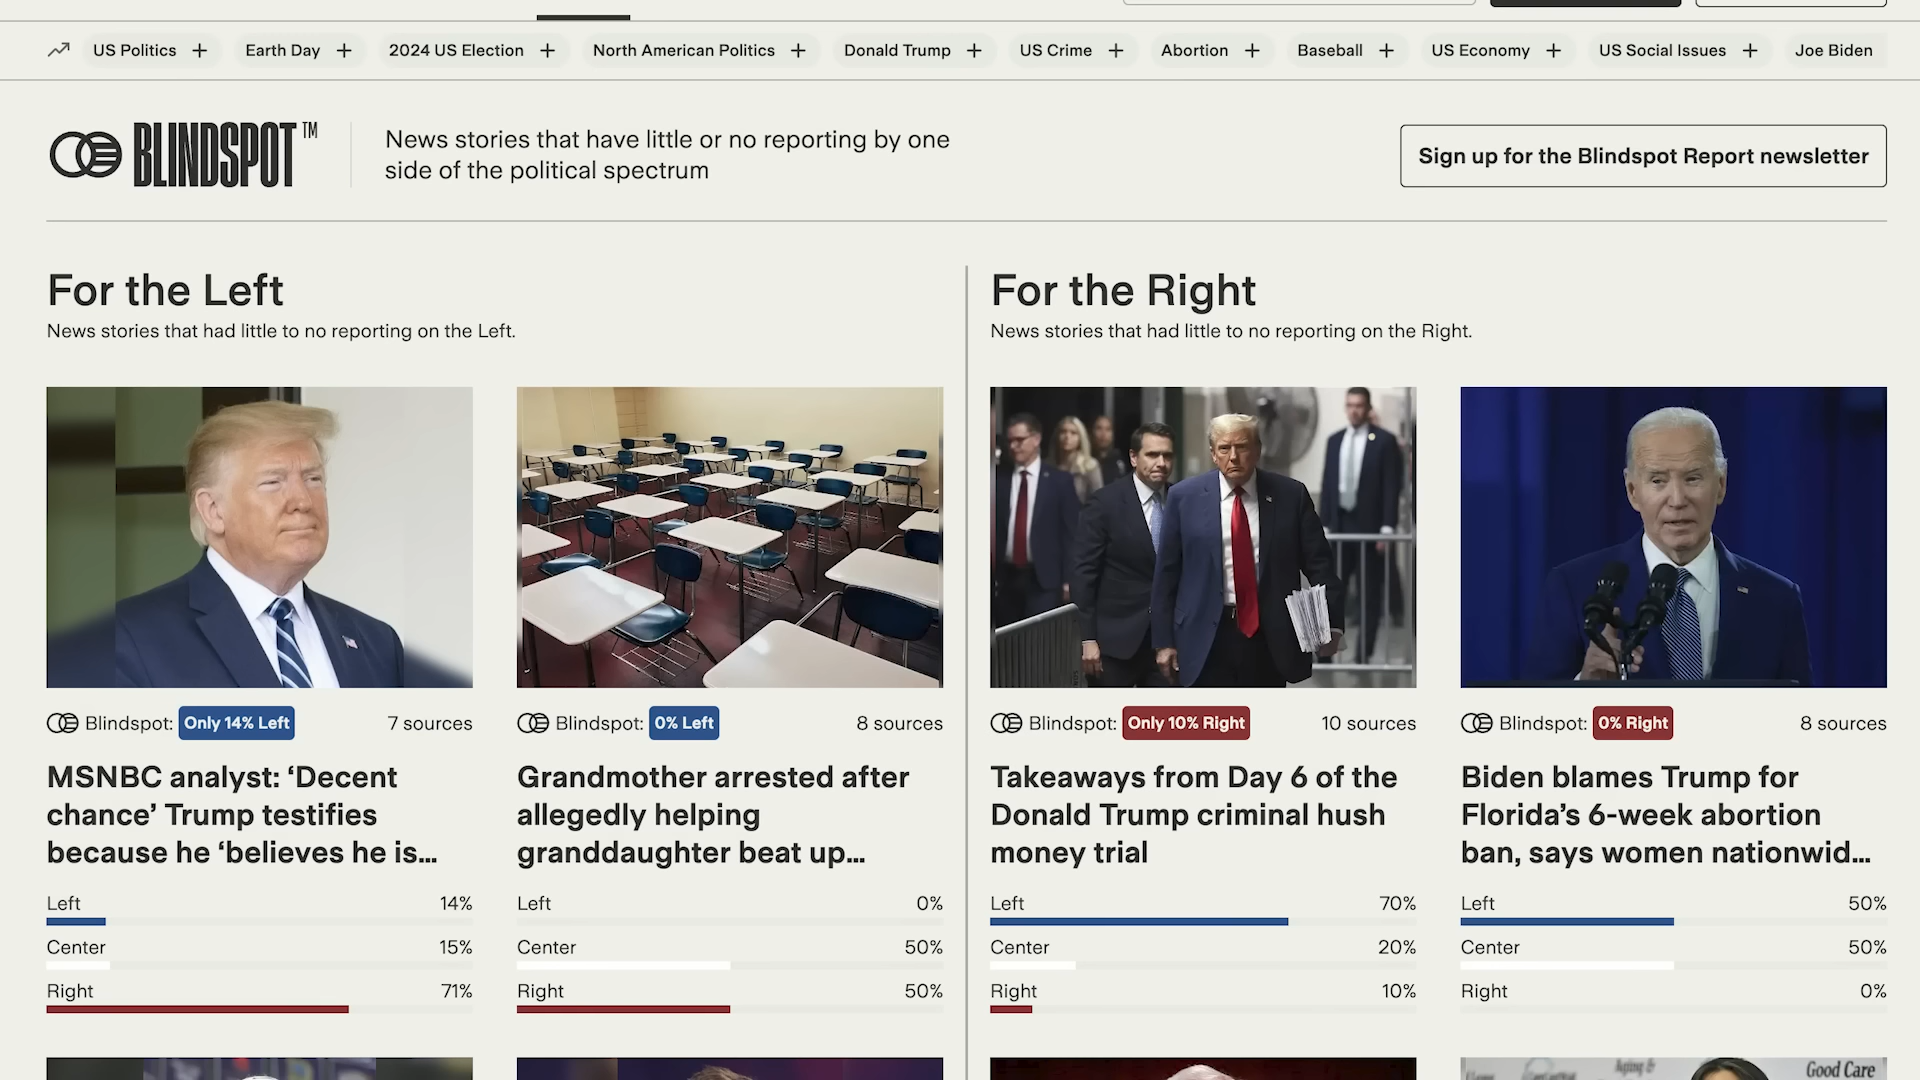 US Politics +
Earth Day +
2024 US Election +
North American Politics +
Donald Trump +
US Crime +
Abortion +
Baseball +
US Economy +
US Social Issues +
Joe Biden
BLINDSPOT™
News stories that have little or no reporting by one
side of the political spectrum
Sign up for the Blindspot Report newsletter
For the Left
News stories that had little to no reporting on the Left.
Blindspot: Only 14% Left 7 sources
MSNBC analyst: ‘Decent
chance’ Trump testifies
because he ‘believes he is...
Left 14%
Center 15%
Right 71%
Blindspot: 0% Left 8 sources
Grandmother arrested after
allegedly helping
granddaughter beat up...
Left 0%
Center 50%
Right 50%
For the Right
News stories that had little to no reporting on the Right.
Blindspot: Only 10% Right 10 sources
Takeaways from Day 6 of the
Donald Trump criminal hush
money trial
Left 70%
Center 20%
Right 10%
Blindspot: 0% Right 8 sources
Biden blames Trump for
Florida’s 6-week abortion
ban, says women nationwid...
Left 50%
Center 50%
Right 0%
Good Care